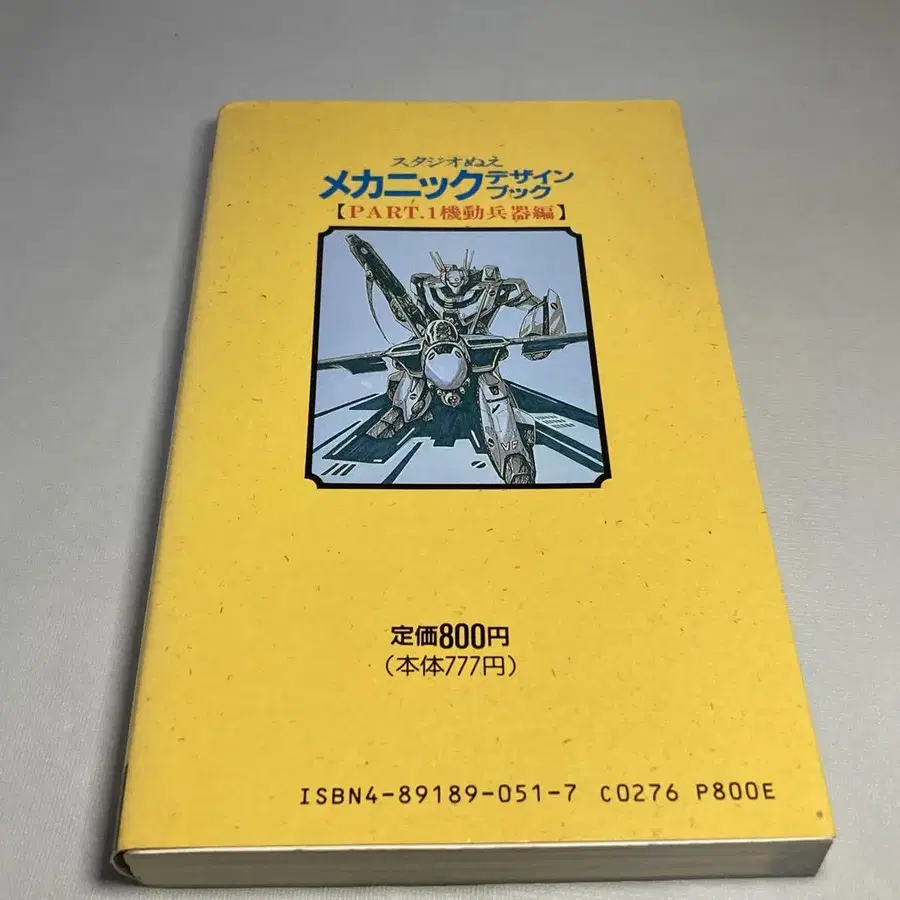 スタジオぬえ
メカニックデザインブック
【PART.1機動兵器編】
VF
定価800円
（本体777円）
ISBN4-89189-051-7 C0276 P800E